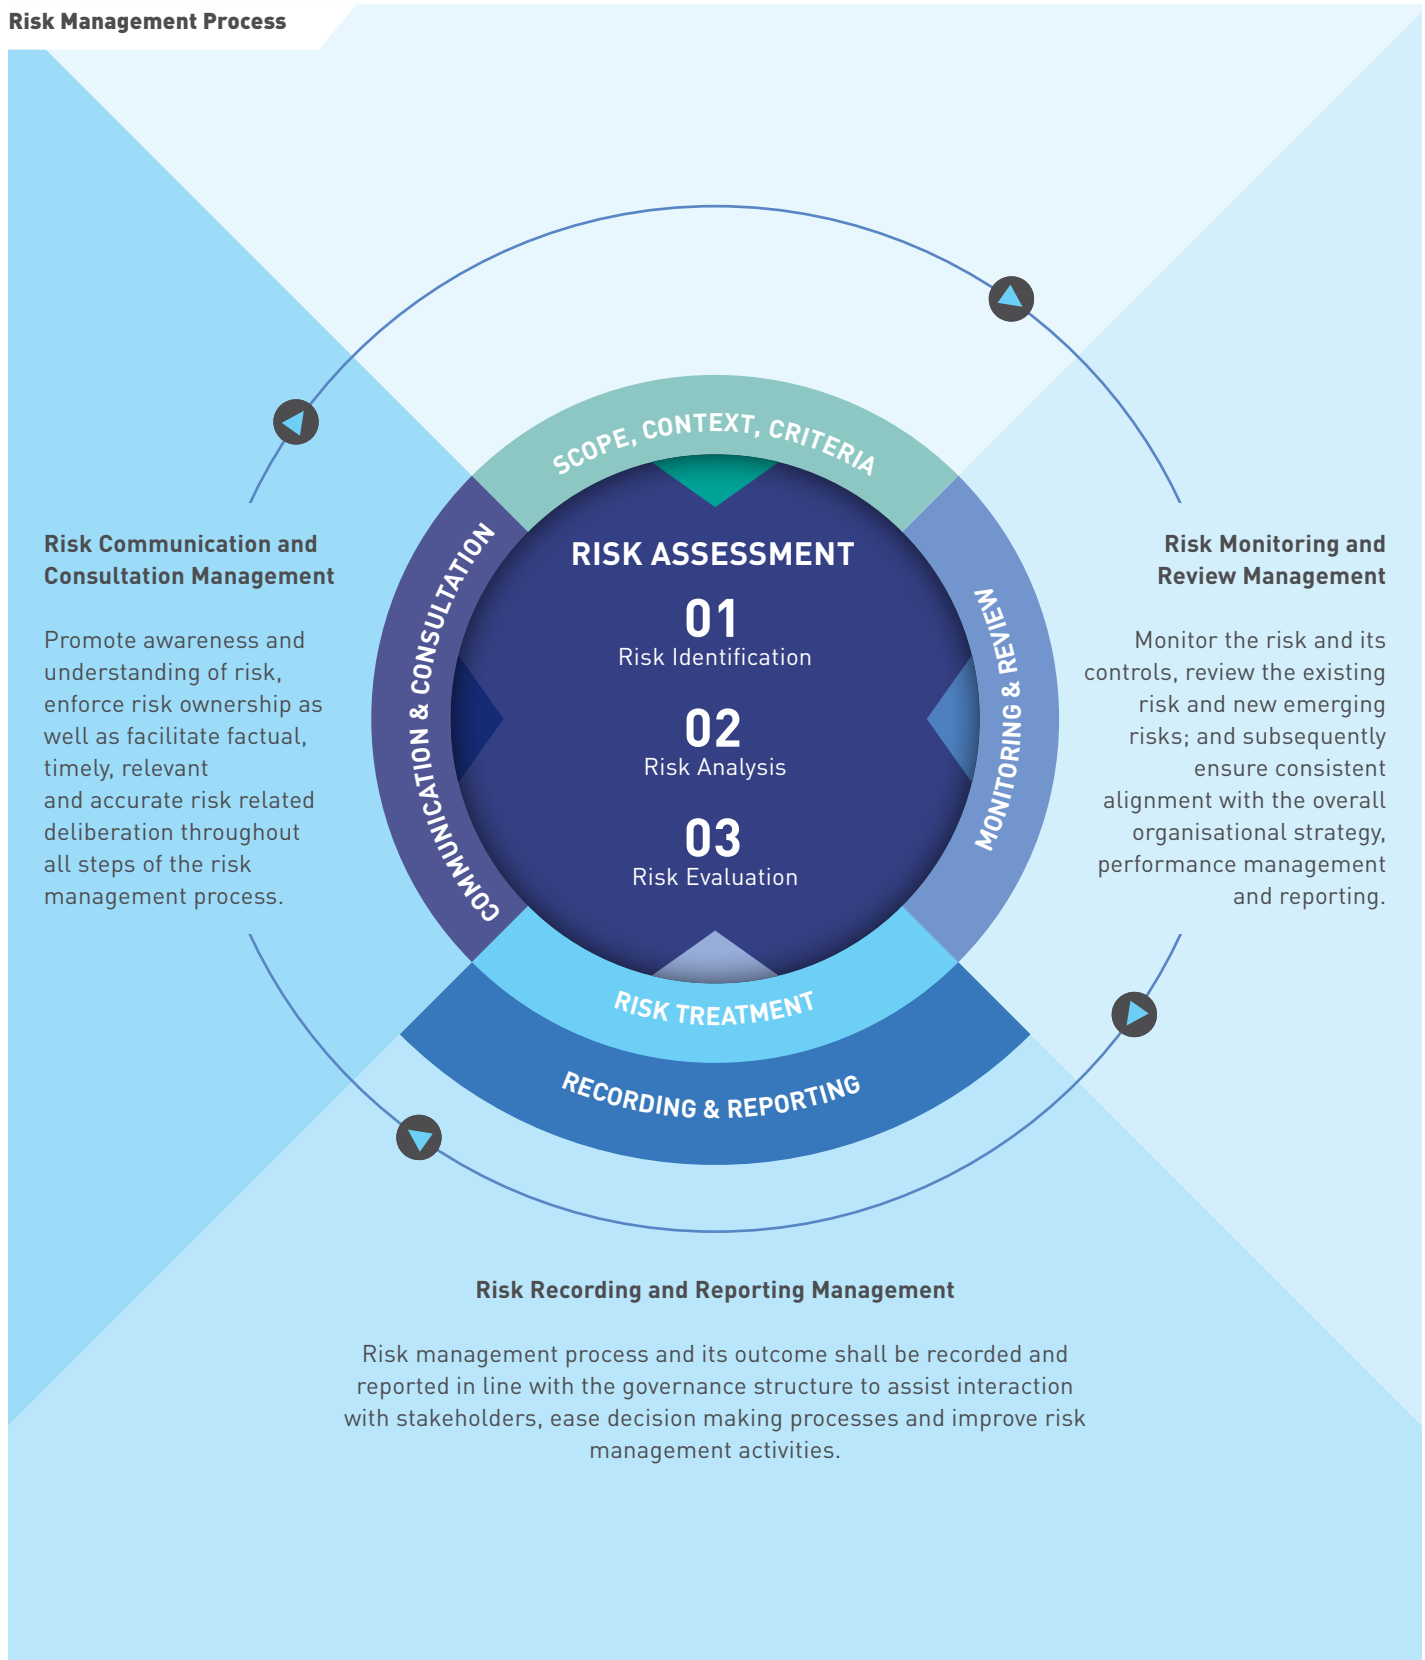 Risk Management Process
SCOPE, CONTEXT, CRITERIA
COMMUNICATION & CONSULTATION
RISK ASSESSMENT
01
Risk Identification
02
Risk Analysis
03
Risk Evaluation
MONITORING & REVIEW
RISK TREATMENT
RECORDING & REPORTING
Risk Communication and
Consultation Management
Promote awareness and
understanding of risk,
enforce risk ownership as
well as facilitate factual,
timely, relevant
and accurate risk related
deliberation throughout
all steps of the risk
management process.
Risk Monitoring and
Review Management
Monitor the risk and its
controls, review the existing
risk and new emerging
risks; and subsequently
ensure consistent
alignment with the overall
organisational strategy,
performance management
and reporting.
Risk Recording and Reporting Management
Risk management process and its outcome shall be recorded and
reported in line with the governance structure to assist interaction
with stakeholders, ease decision making processes and improve risk
management activities.